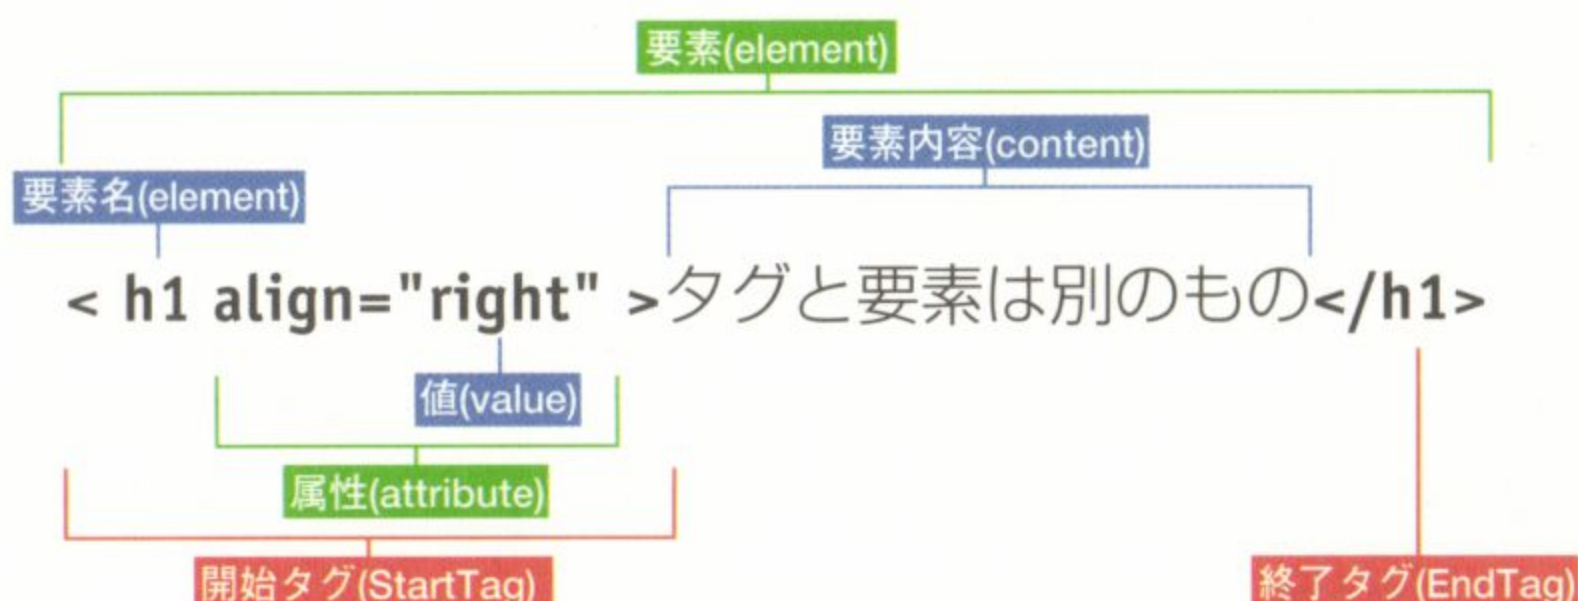 要素(element)
要素内容(content)
要素名(element)
< h1 align="right" >タグと要素は別のもの</h1>
値(value)
属性(attribute)
開始タグ(StartTag)
終了タグ(EndTag)